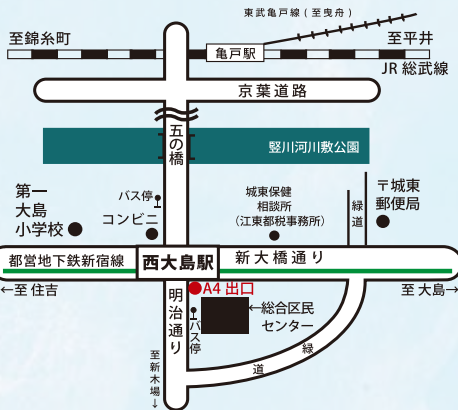 東武亀戸線（至曳舟）
至錦糸町
亀戸駅
至平井
JR 総武線
京葉道路
五の橋
竪川河川敷公園
第一
大島
小学校
バス停
コンビニ
城東保健
相談所
（江東都税事務所）
緑道
〒城東
郵便局
都営地下鉄新宿線
西大島駅
新大橋通り
←至 住吉
至 大島→
A4 出口
明治通り
バス停
←総合区民
センター
緑道
至新木場↓